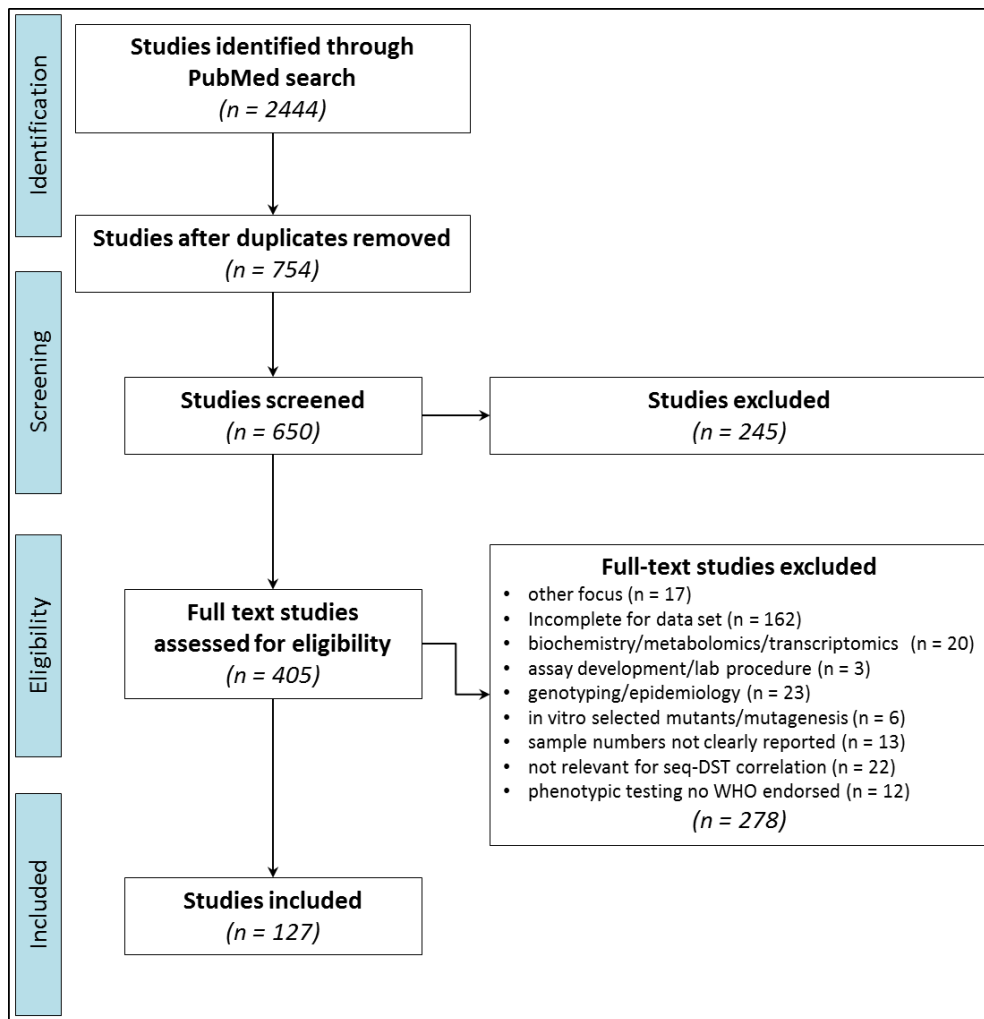 Identification
Studies identified through
PubMed search
(n = 2444)
Studies after duplicates removed
(n = 754)
Screening
Studies screened
(n = 650)
Studies excluded
(n = 245)
Eligibility
Full text studies
assessed for eligibility
(n = 405)
Full-text studies excluded
• other focus (n = 17)
• Incomplete for data set (n = 162)
• biochemistry/metabolomics/transcriptomics (n = 20)
• assay development/lab procedure (n = 3)
• genotyping/epidemiology (n = 23)
• in vitro selected mutants/mutagenesis (n = 6)
• sample numbers not clearly reported (n = 13)
• not relevant for seq-DST correlation (n = 22)
• phenotypic testing no WHO endorsed (n = 12)
(n = 278)
Included
Studies included
(n = 127)